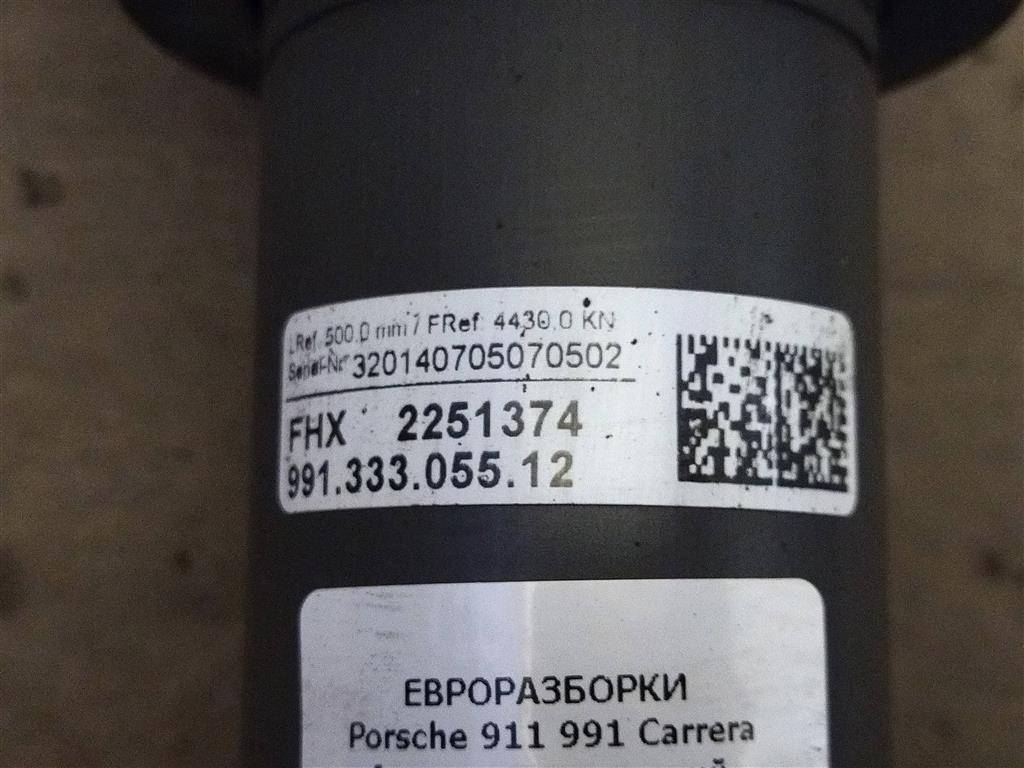 LRef. 500.0 mm / FRef: 4430.0 KN
Serial-Nr 320140705070502
FHX 2251374
991.333.055.12
ЕВРОРАЗБОРКИ
Porsche 911 991 Carrera